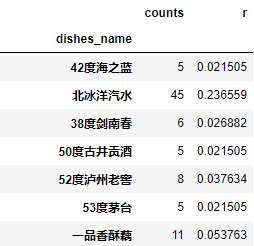 counts r
dishes_name
42度海之蓝 5 0.021505
北冰洋汽水 45 0.236559
38度剑南春 6 0.026882
50度古井贡酒 5 0.021505
52度泸州老窖 8 0.037634
53度茅台 5 0.021505
一品香酥藕 11 0.053763